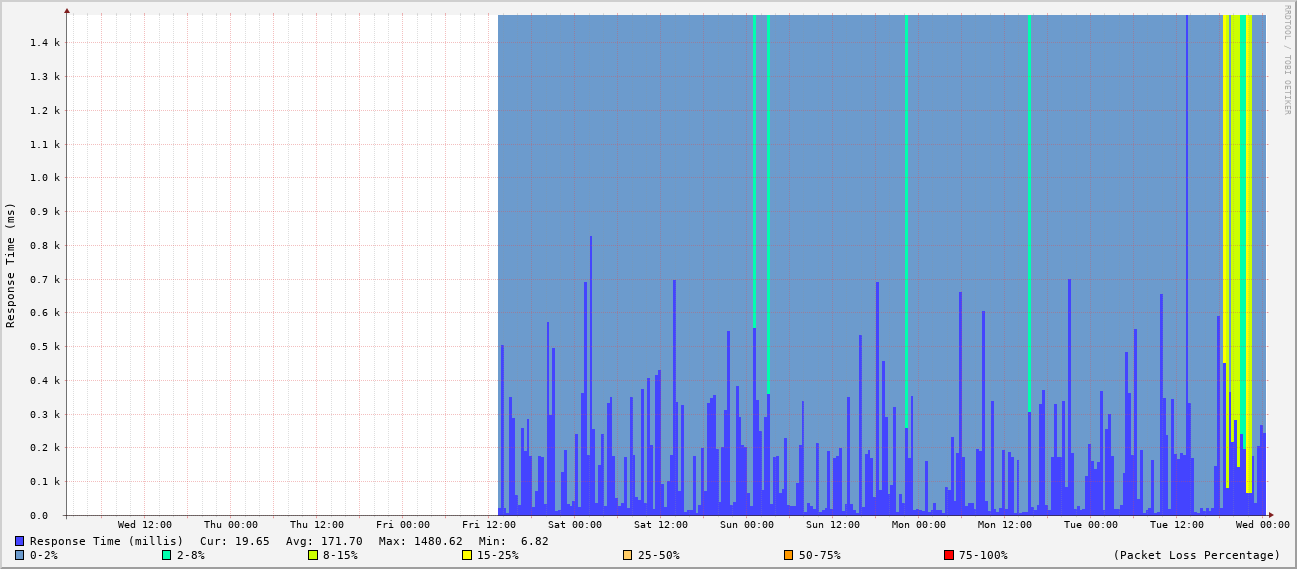 RRDTOOL / TOBI OETIKER
Response Time (ms)
1.4 k
1.3 k
1.2 k
1.1 k
1.0 k
0.9 k
0.8 k
0.7 k
0.6 k
0.5 k
0.4 k
0.3 k
0.2 k
0.1 k
0.0
Wed 12:00 Thu 00:00 Thu 12:00 Fri 00:00 Fri 12:00 Sat 00:00 Sat 12:00 Sun 00:00 Sun 12:00 Mon 00:00 Mon 12:00 Tue 00:00 Tue 12:00 Wed 00:00
Response Time (millis) Cur: 19.65 Avg: 171.70 Max: 1480.62 Min: 6.82
0-2% 2-8% 8-15% 15-25% 25-50% 50-75% 75-100% (Packet Loss Percentage)